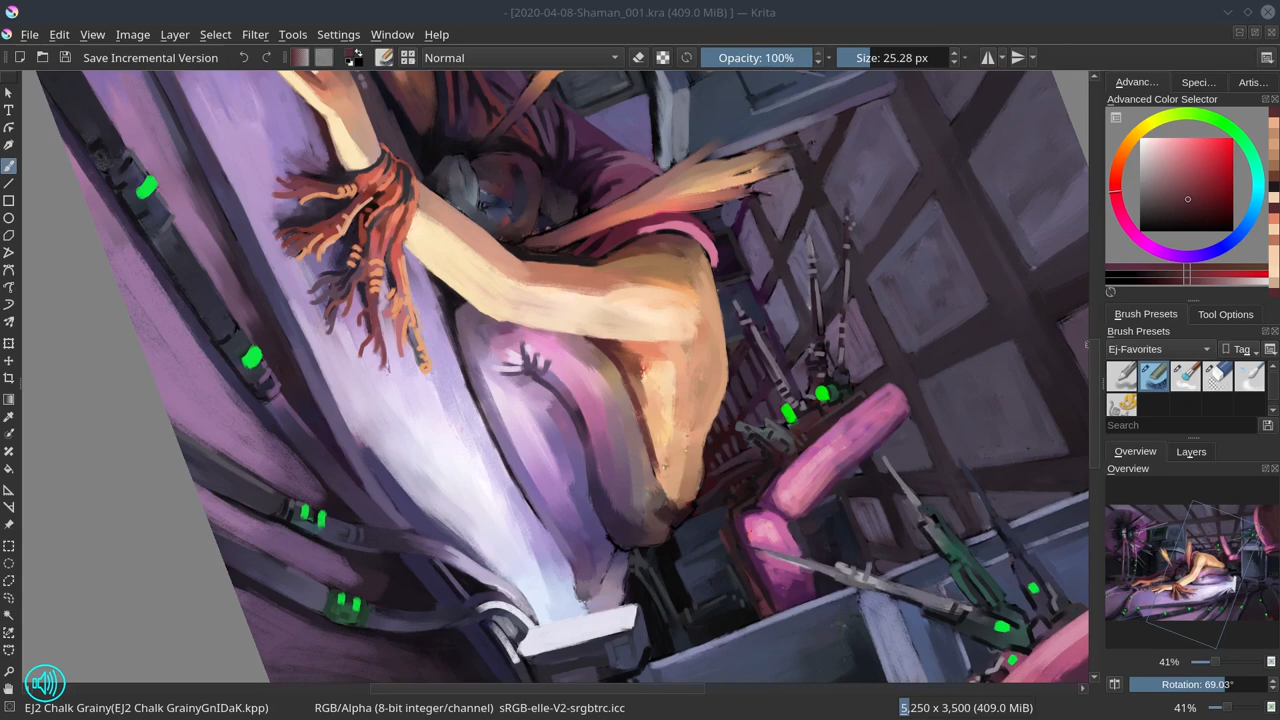 - [2020-04-08-Shaman_001.kra (409.0 MiB) ] — Krita
File Edit View Image Layer Select Filter Tools Settings Window Help
Save Incremental Version Normal Opacity: 100% Size: 25.28 px
Advanc... Speci... Artis...
Advanced Color Selector
Brush Presets Tool Options
Brush Presets
Ej-Favorites Tag
Search
Overview Layers
Overview
41%
Rotation: 69.03°
EJ2 Chalk Grainy(EJ2 Chalk GrainyGnIDaK.kpp) RGB/Alpha (8-bit integer/channel) sRGB-elle-V2-srgbtrc.icc 5,250 x 3,500 (409.0 MiB) 41%